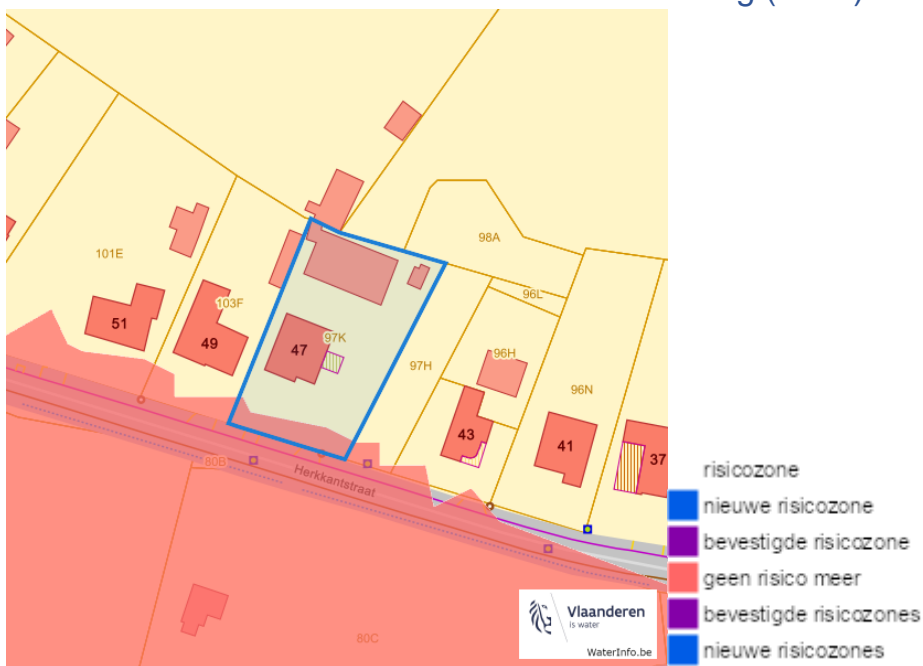 101E
103F
97K
97H
98A
96L
96H
96N
51
49
47
43
41
37
80B
Herkkantstraat
80C
Vlaanderen
is water
WaterInfo.be
risicozone
nieuwe risicozone
bevestigde risicozone
geen risico meer
bevestigde risicozones
nieuwe risicozones